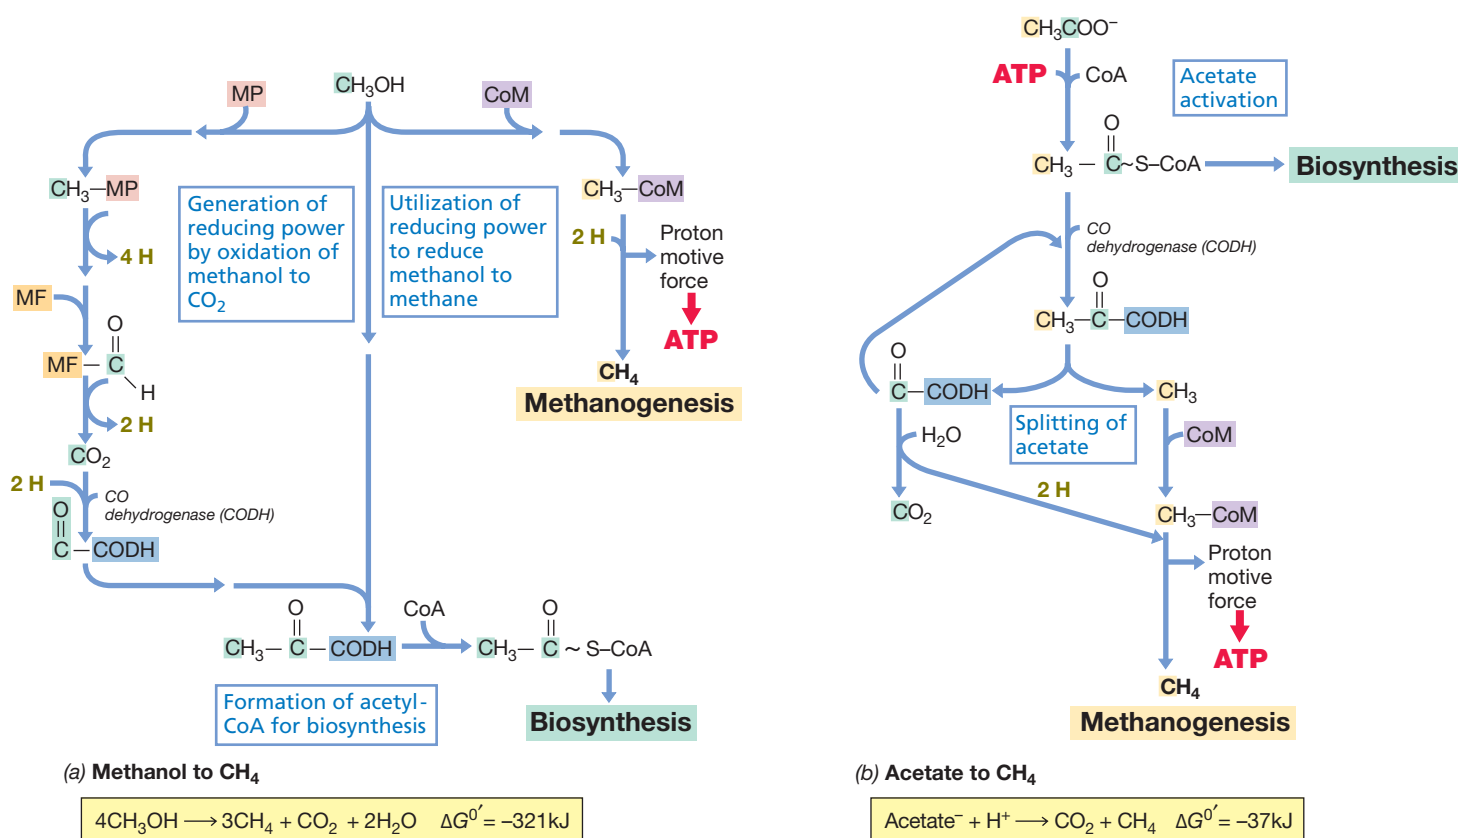 MP
CH₃OH
CoM
CH₃–MP
Generation of
reducing power
by oxidation of
methanol to
CO₂
Utilization of
reducing power
to reduce
methanol to
methane
CH₃–CoM
4 H
2 H
Proton
motive
force
ATP
MF
O
MF – C
H
2 H
CH₄
Methanogenesis
CO₂
2 H
CO
dehydrogenase (CODH)
O
C – CODH
O
CH₃– C – CODH
CoA
O
CH₃– C ~ S–CoA
Formation of acetyl-
CoA for biosynthesis
Biosynthesis
(a) Methanol to CH₄
4CH₃OH ⟶ 3CH₄ + CO₂ + 2H₂O ΔG⁰′ = –321kJ
CH₃COO⁻
ATP
CoA
Acetate
activation
O
CH₃ – C~S–CoA
Biosynthesis
CO
dehydrogenase (CODH)
O
CH₃– C –CODH
O
C – CODH
CH₃
Splitting of
acetate
H₂O
CoM
2 H
CO₂
CH₃–CoM
Proton
motive
force
ATP
CH₄
Methanogenesis
(b) Acetate to CH₄
Acetate⁻ + H⁺ ⟶ CO₂ + CH₄ ΔG⁰′ = –37kJ